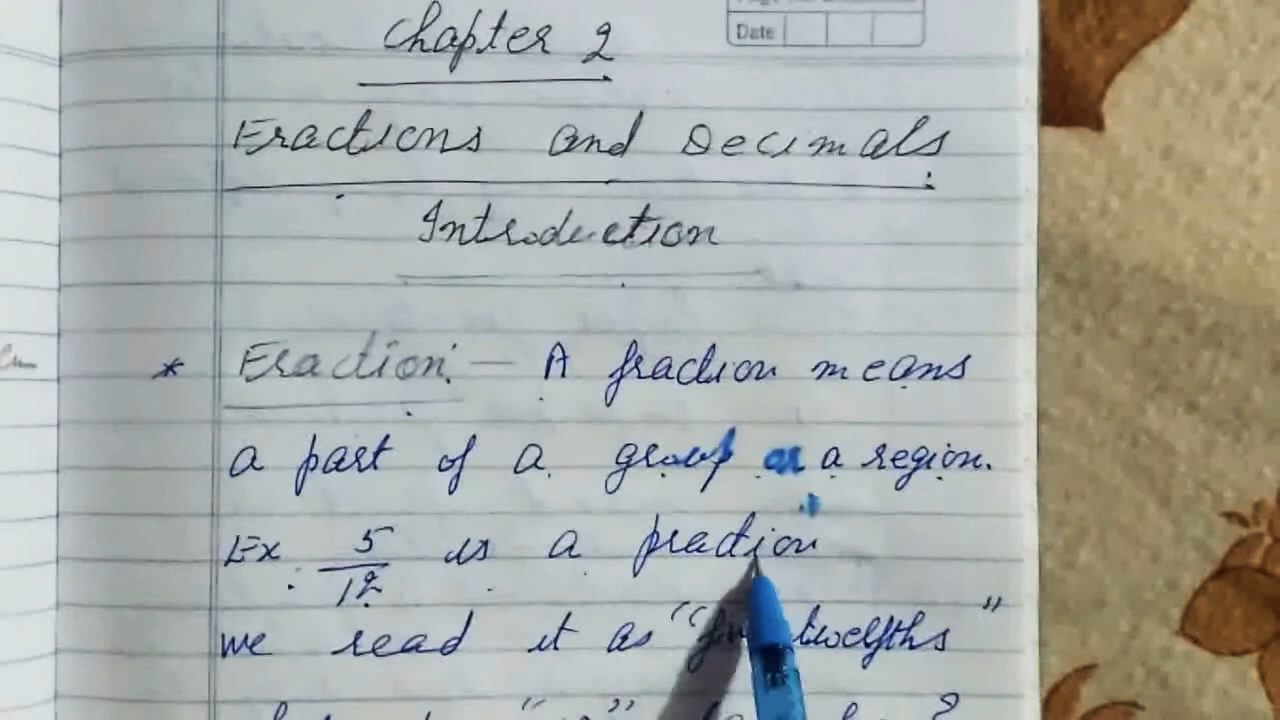 Date
Chapter 2
Fractions and Decimals
Introduction
* Fraction:- A fraction means
a part of a group or a region.
Ex. 5/12 is a fraction
we read it as " twelfths"